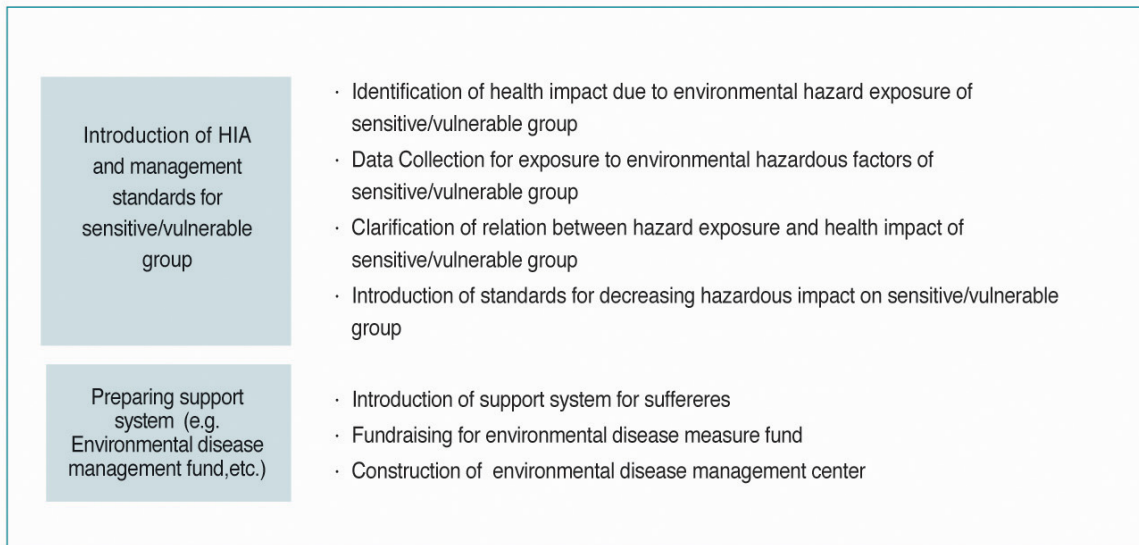 Introduction of HIA
and management
standards for
sensitive/vulnerable
group
· Identification of health impact due to environmental hazard exposure of
sensitive/vulnerable group
· Data Collection for exposure to environmental hazardous factors of
sensitive/vulnerable group
· Clarification of relation between hazard exposure and health impact of
sensitive/vulnerable group
· Introduction of standards for decreasing hazardous impact on sensitive/vulnerable
group
Preparing support
system (e.g.
Environmental disease
management fund,etc.)
· Introduction of support system for suffereres
· Fundraising for environmental disease measure fund
· Construction of environmental disease management center